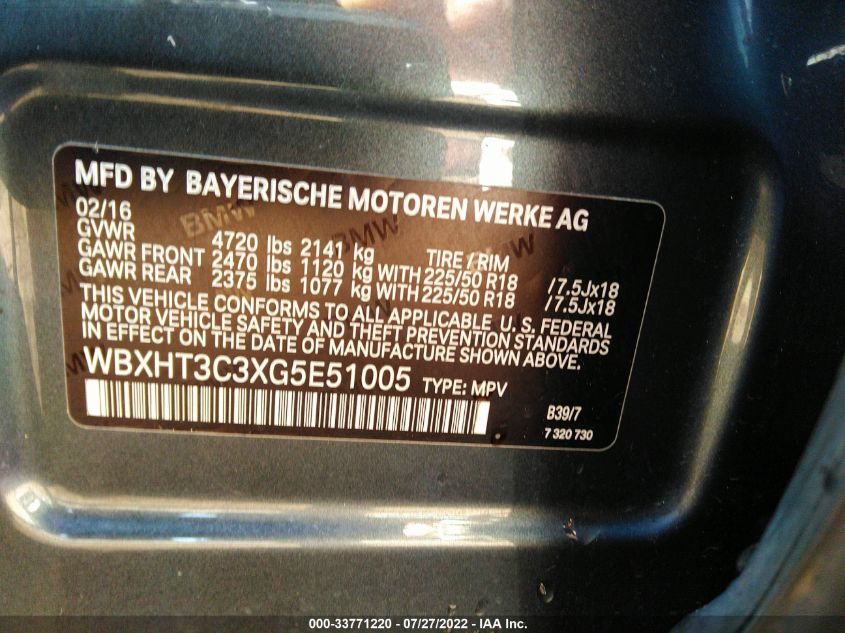 MFD BY BAYERISCHE MOTOREN WERKE AG
02/16
GVWR 4720 lbs 2141 kg TIRE / RIM
GAWR FRONT 2470 lbs 1120 kg WITH 225/50 R18 /7.5Jx18
GAWR REAR 2375 lbs 1077 kg WITH 225/50 R18 /7.5Jx18
THIS VEHICLE CONFORMS TO ALL APPLICABLE U. S. FEDERAL
MOTOR VEHICLE SAFETY AND THEFT PREVENTION STANDARDS
IN EFFECT ON THE DATE OF MANUFACTURE SHOWN ABOVE.
WBXHT3C3XG5E51005 TYPE: MPV
B39/7
7 320 730
BMW
BMW
BMW
000-33771220 - 07/27/2022 - IAA Inc.